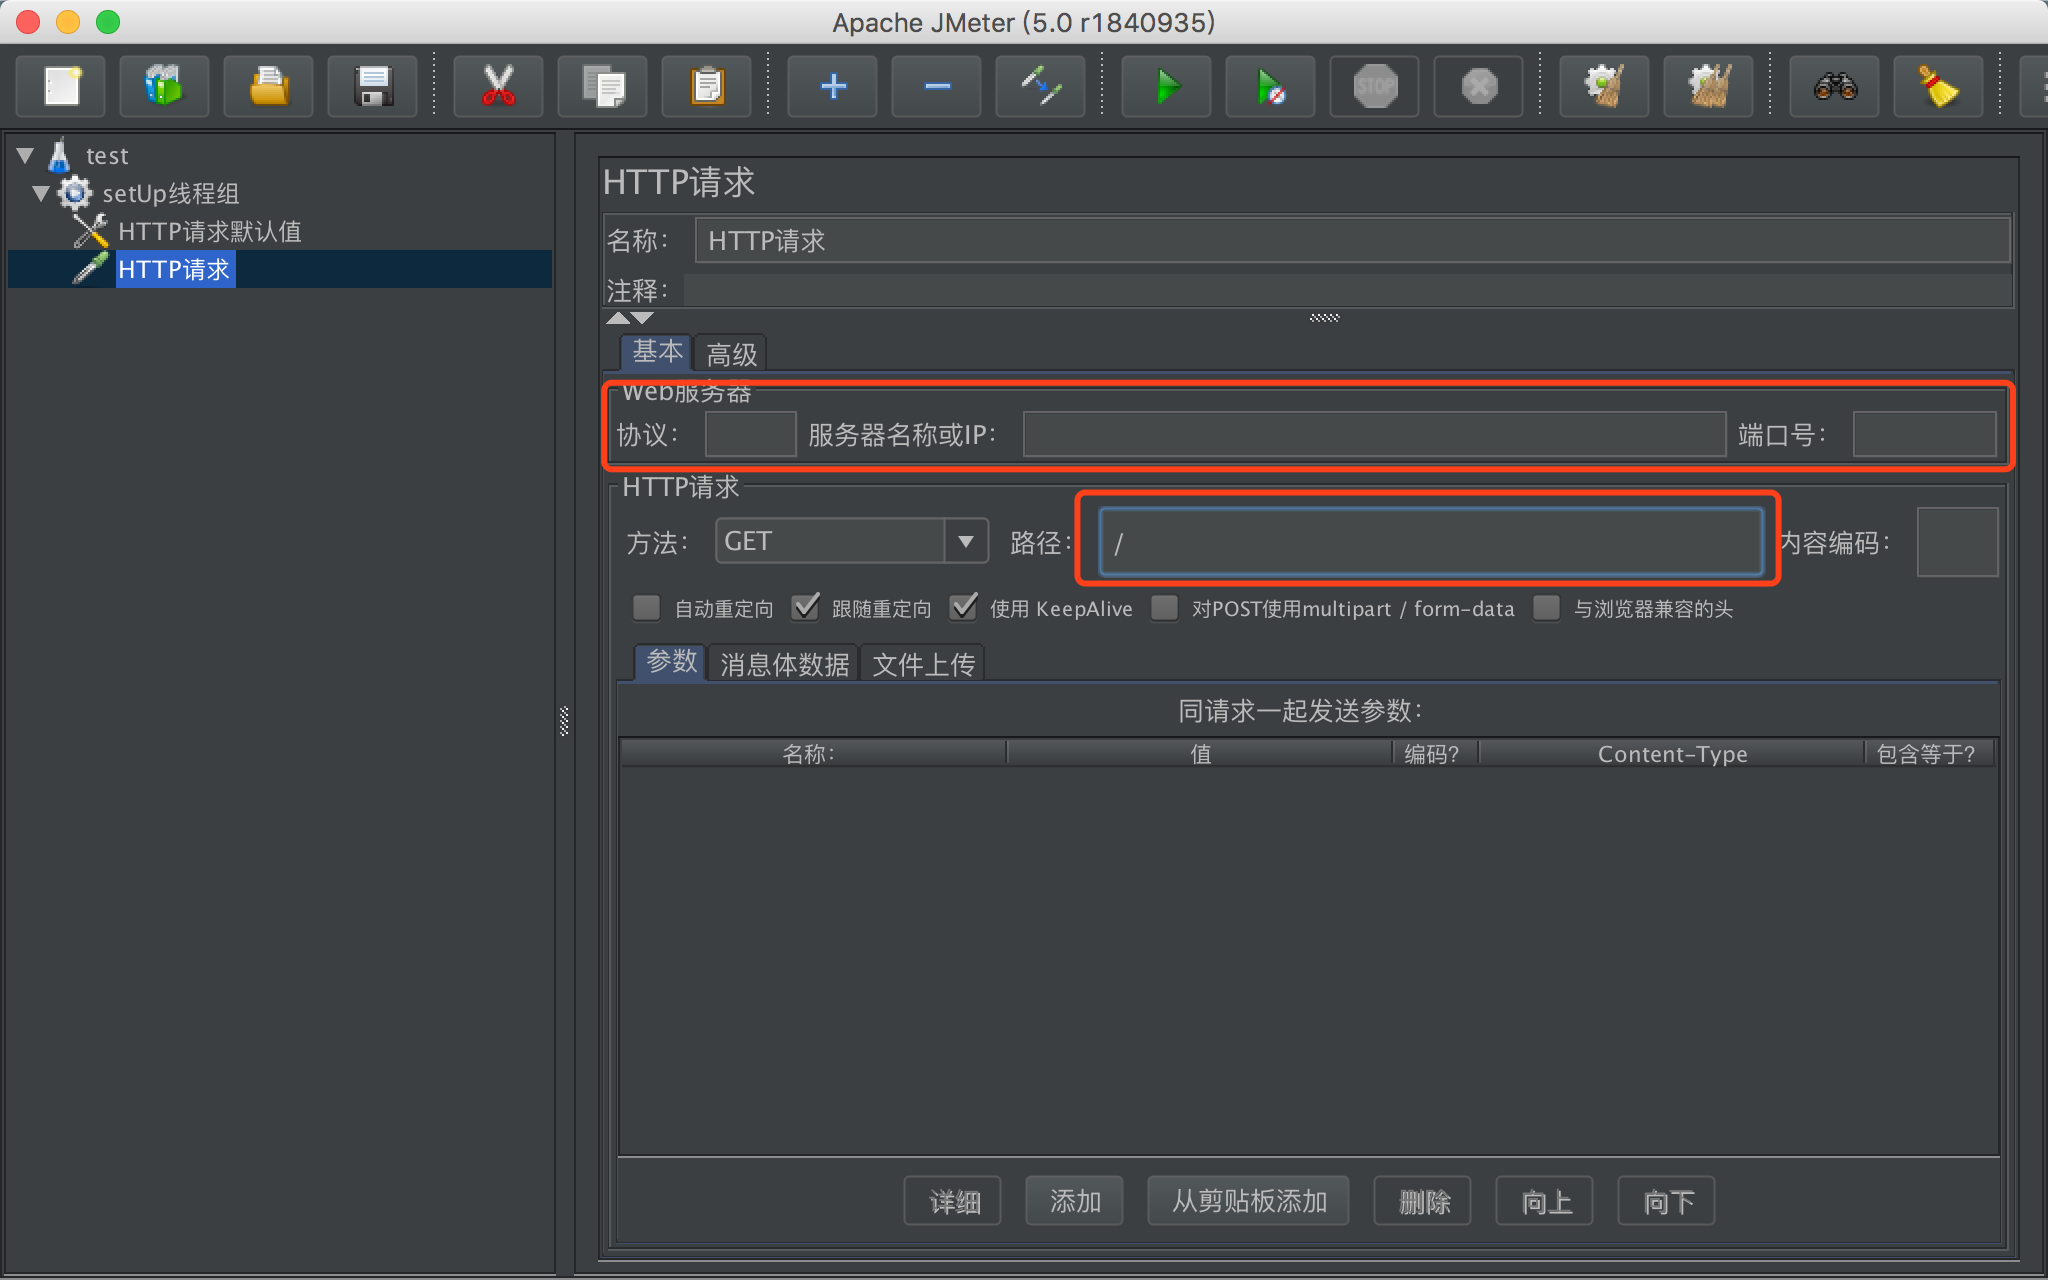 Apache JMeter (5.0 r1840935)
STOP
test
setUp线程组
HTTP请求默认值
HTTP请求
HTTP请求
名称： HTTP请求
注释：
基本 高级
Web服务器
协议： 服务器名称或IP： 端口号：
HTTP请求
方法： GET 路径： / 内容编码：
自动重定向 跟随重定向 使用 KeepAlive 对POST使用multipart / form-data 与浏览器兼容的头
参数 消息体数据 文件上传
同请求一起发送参数：
名称： 值 编码? Content-Type 包含等于?
详细 添加 从剪贴板添加 删除 向上 向下